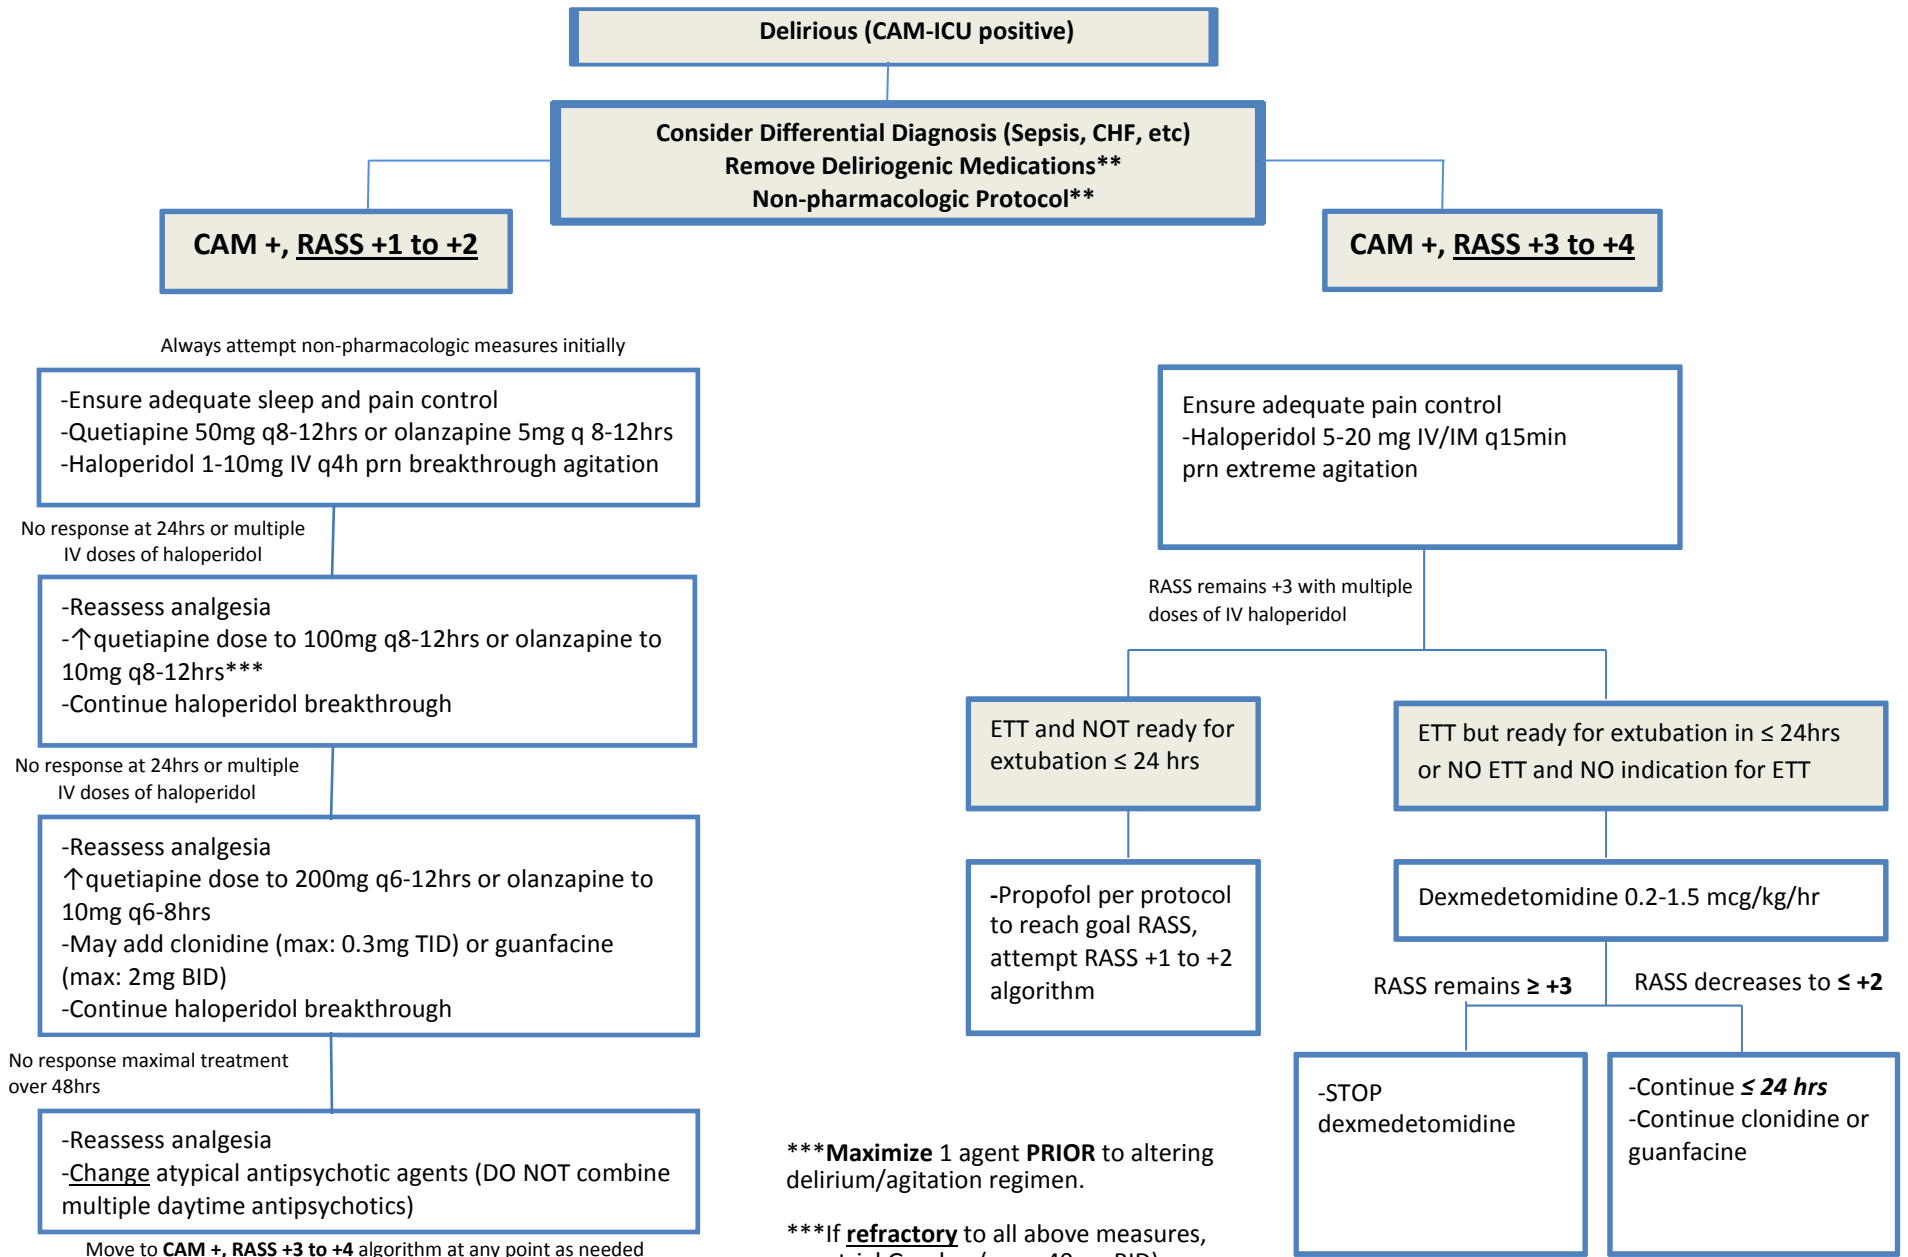 Delirious (CAM-ICU positive)
Consider Differential Diagnosis (Sepsis, CHF, etc)
Remove Deliriogenic Medications**
Non-pharmacologic Protocol**
CAM +, RASS +1 to +2
CAM +, RASS +3 to +4
Always attempt non-pharmacologic measures initially
-Ensure adequate sleep and pain control
-Quetiapine 50mg q8-12hrs or olanzapine 5mg q 8-12hrs
-Haloperidol 1-10mg IV q4h prn breakthrough agitation
No response at 24hrs or multiple
IV doses of haloperidol
-Reassess analgesia
-↑quetiapine dose to 100mg q8-12hrs or olanzapine to
10mg q8-12hrs***
-Continue haloperidol breakthrough
No response at 24hrs or multiple
IV doses of haloperidol
-Reassess analgesia
↑quetiapine dose to 200mg q6-12hrs or olanzapine to
10mg q6-8hrs
-May add clonidine (max: 0.3mg TID) or guanfacine
(max: 2mg BID)
-Continue haloperidol breakthrough
No response maximal treatment
over 48hrs
-Reassess analgesia
-Change atypical antipsychotic agents (DO NOT combine
multiple daytime antipsychotics)
Move to CAM +, RASS +3 to +4 algorithm at any point as needed
Ensure adequate pain control
-Haloperidol 5-20 mg IV/IM q15min
prn extreme agitation
RASS remains +3 with multiple
doses of IV haloperidol
ETT and NOT ready for
extubation ≤ 24 hrs
-Propofol per protocol
to reach goal RASS,
attempt RASS +1 to +2
algorithm
ETT but ready for extubation in ≤ 24hrs
or NO ETT and NO indication for ETT
Dexmedetomidine 0.2-1.5 mcg/kg/hr
RASS remains ≥ +3
RASS decreases to ≤ +2
-STOP
dexmedetomidine
-Continue ≤ 24 hrs
-Continue clonidine or
guanfacine
***Maximize 1 agent PRIOR to altering
delirium/agitation regimen.
***If refractory to all above measures,